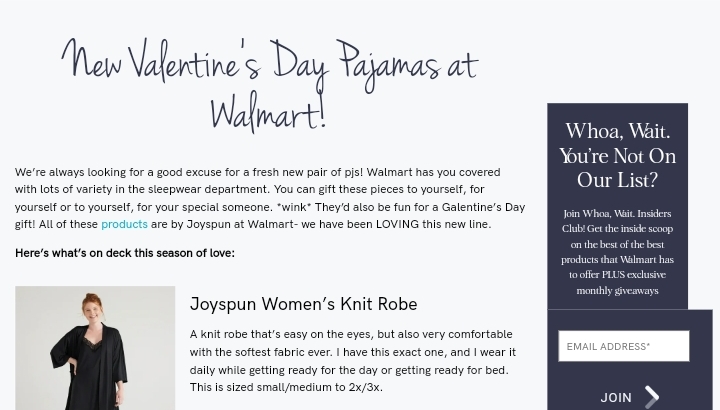 New Valentine's Day Pajamas at
Walmart!
We're always looking for a good excuse for a fresh new pair of pjs! Walmart has you covered
with lots of variety in the sleepwear department. You can gift these pieces to yourself, for
yourself or to yourself, for your special someone. *wink* They'd also be fun for a Galentine's Day
gift! All of these products are by Joyspun at Walmart- we have been LOVING this new line.
Here's what's on deck this season of love:
Joyspun Women's Knit Robe
A knit robe that's easy on the eyes, but also very comfortable
with the softest fabric ever. I have this exact one, and I wear it
daily while getting ready for the day or getting ready for bed.
This is sized small/medium to 2x/3x.
Whoa, Wait.
You're Not On
Our List?
Join Whoa, Wait. Insiders
Club! Get the inside scoop
on the best of the best
products that Walmart has
to offer PLUS exclusive
monthly giveaways
EMAIL ADDRESS*
JOIN